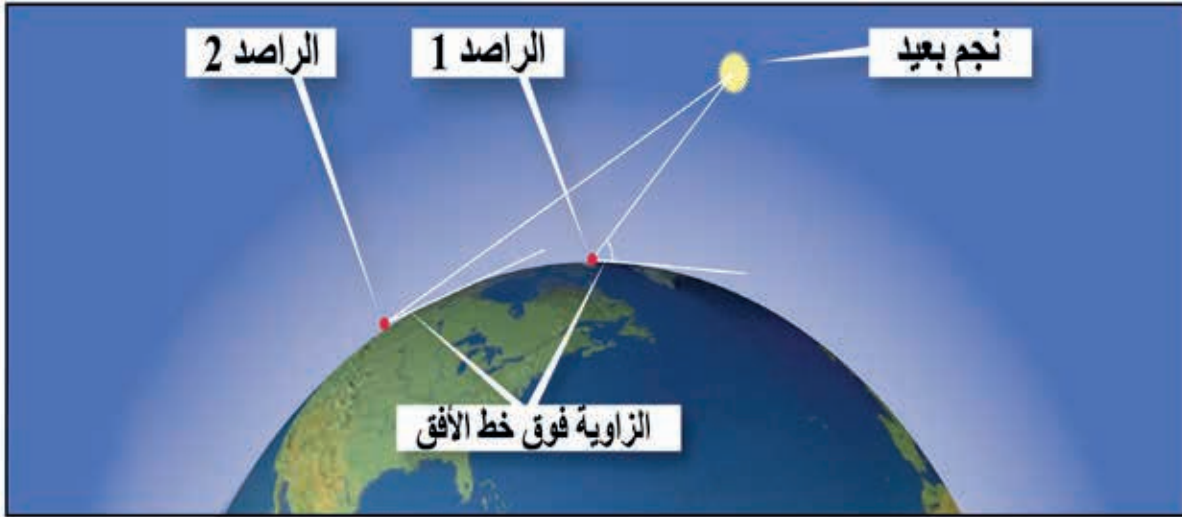 نجم بعيد
الراصد 1
الراصد 2
الزاوية فوق خط الأفق